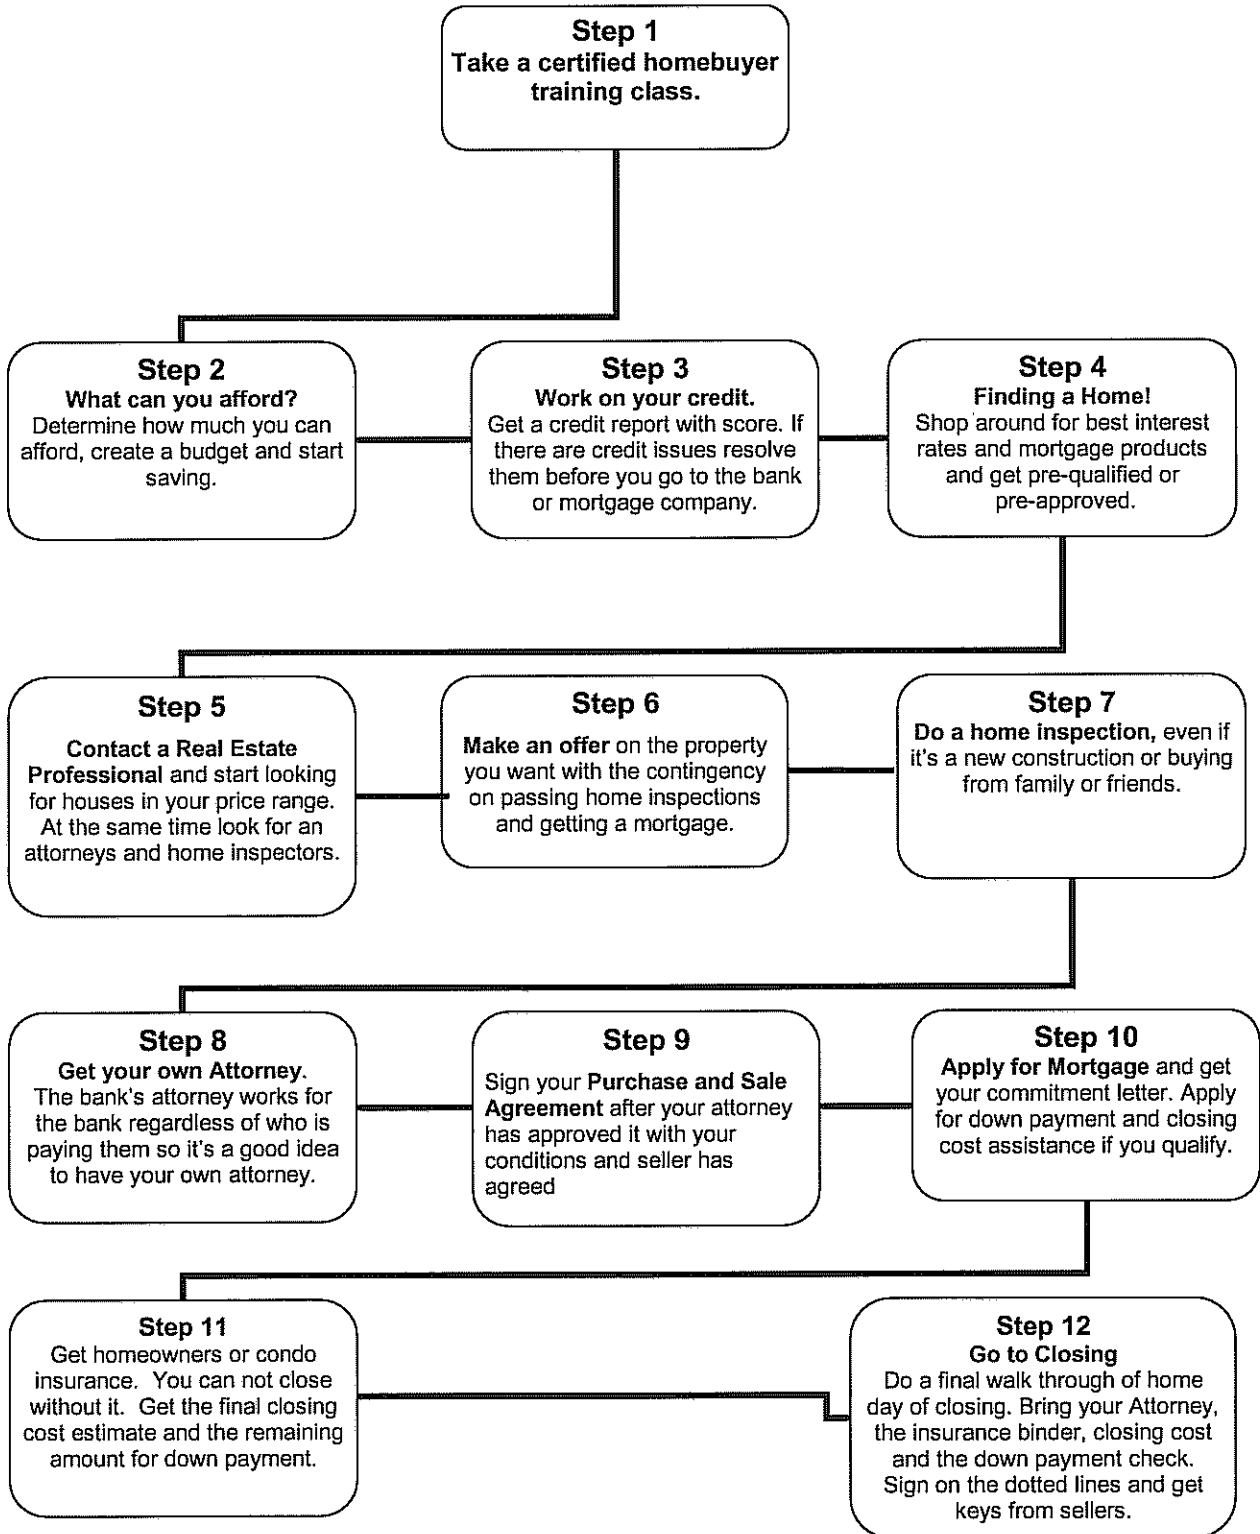 Step 1
Take a certified homebuyer
training class.
Step 2
What can you afford?
Determine how much you can
afford, create a budget and start
saving.
Step 3
Work on your credit.
Get a credit report with score. If
there are credit issues resolve
them before you go to the bank
or mortgage company.
Step 4
Finding a Home!
Shop around for best interest
rates and mortgage products
and get pre-qualified or
pre-approved.
Step 5
Contact a Real Estate
Professional and start looking
for houses in your price range.
At the same time look for an
attorneys and home inspectors.
Step 6
Make an offer on the property
you want with the contingency
on passing home inspections
and getting a mortgage.
Step 7
Do a home inspection, even if
it's a new construction or buying
from family or friends.
Step 8
Get your own Attorney.
The bank's attorney works for
the bank regardless of who is
paying them so it's a good idea
to have your own attorney.
Step 9
Sign your Purchase and Sale
Agreement after your attorney
has approved it with your
conditions and seller has
agreed
Step 10
Apply for Mortgage and get
your commitment letter. Apply
for down payment and closing
cost assistance if you qualify.
Step 11
Get homeowners or condo
insurance. You can not close
without it. Get the final closing
cost estimate and the remaining
amount for down payment.
Step 12
Go to Closing
Do a final walk through of home
day of closing. Bring your Attorney,
the insurance binder, closing cost
and the down payment check.
Sign on the dotted lines and get
keys from sellers.